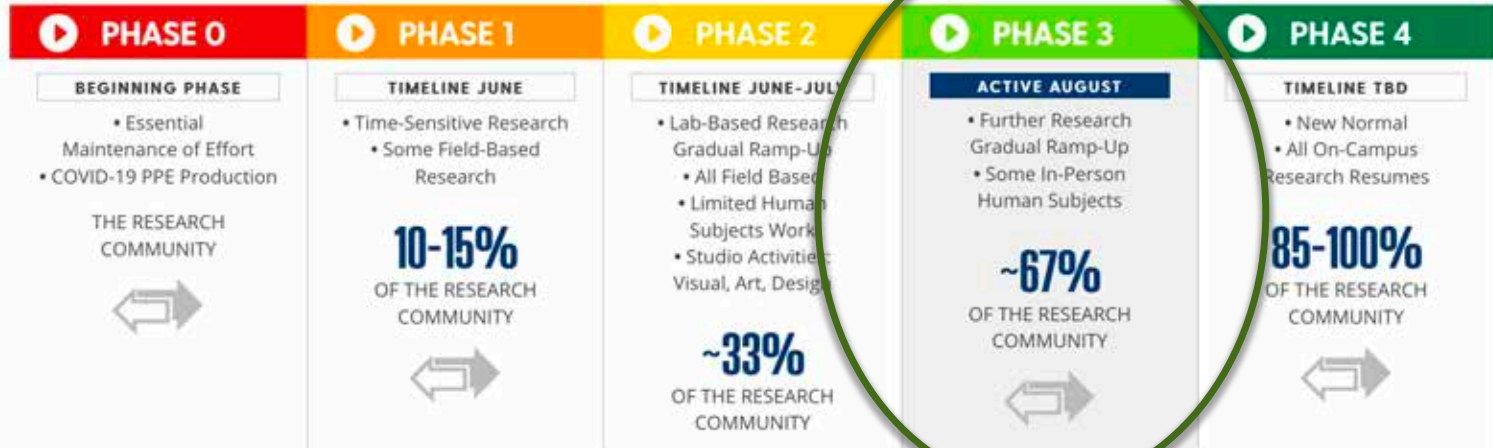 PHASE 0
BEGINNING PHASE
• Essential
Maintenance of Effort
• COVID-19 PPE Production
THE RESEARCH
COMMUNITY
PHASE 1
TIMELINE JUNE
• Time-Sensitive Research
• Some Field-Based
Research
10-15%
OF THE RESEARCH
COMMUNITY
PHASE 2
TIMELINE JUNE-JULY
• Lab-Based Research
Gradual Ramp-Up
• All Field Based
• Limited Human
Subjects Work
• Studio Activities:
Visual, Art, Design
~33%
OF THE RESEARCH
COMMUNITY
PHASE 3
ACTIVE AUGUST
• Further Research
Gradual Ramp-Up
• Some In-Person
Human Subjects
~67%
OF THE RESEARCH
COMMUNITY
PHASE 4
TIMELINE TBD
• New Normal
• All On-Campus
Research Resumes
85-100%
OF THE RESEARCH
COMMUNITY